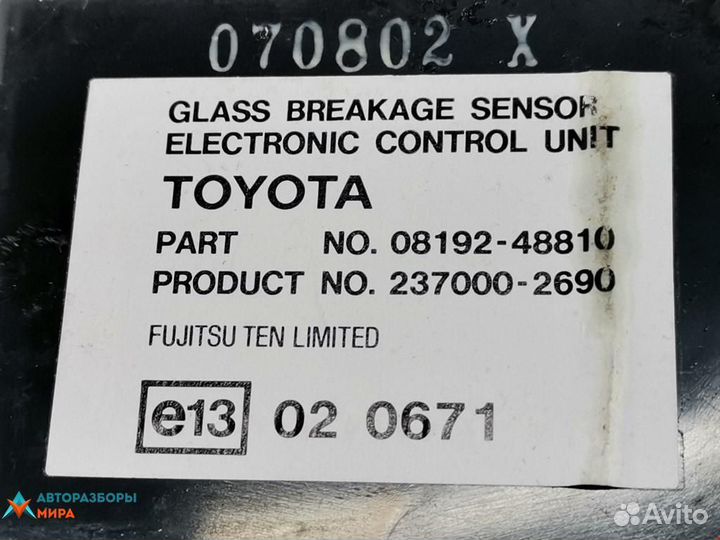 070802 X
GLASS BREAKAGE SENSOR
ELECTRONIC CONTROL UNIT
TOYOTA
PART NO. 08192-48810
PRODUCT NO. 237000-2690
FUJITSU TEN LIMITED
e13 02 0671
АВТОРАЗБОРЫ
МИРА
Avito